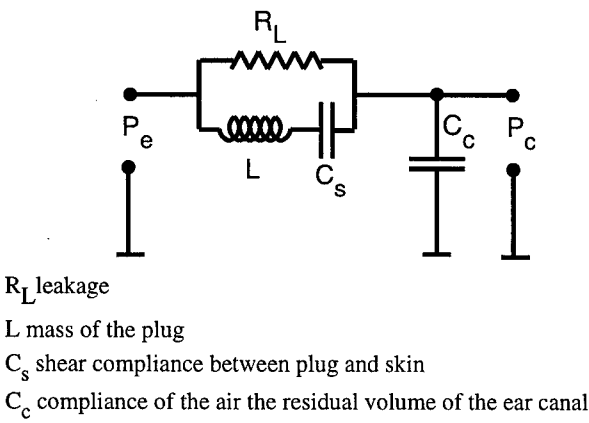 R_L
P_e
L
C_s
C_c
P_c
R_L leakage
L mass of the plug
C_s shear compliance between plug and skin
C_c compliance of the air the residual volume of the ear canal